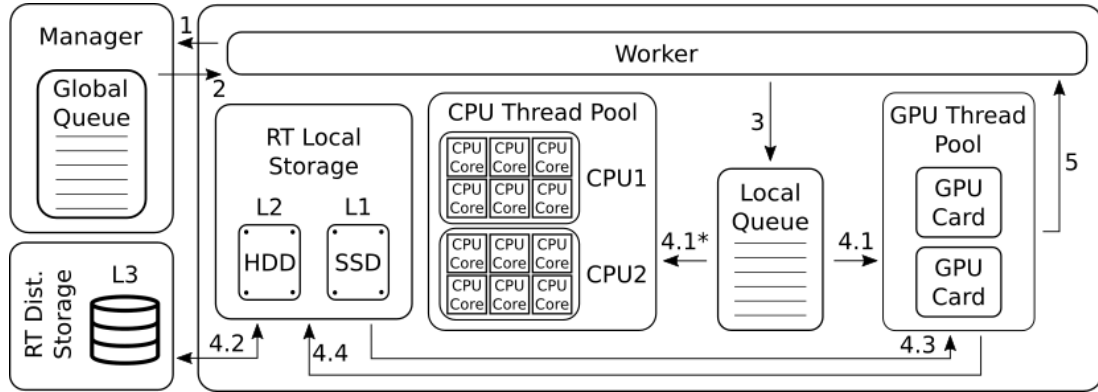 Manager
Global
Queue
1
2
Worker
RT Local
Storage
L2
L1
HDD
SSD
CPU Thread Pool
CPU CPU CPU
Core Core Core
CPU CPU CPU
Core Core Core
CPU1
CPU CPU CPU
Core Core Core
CPU CPU CPU
Core Core Core
CPU2
3
Local
Queue
4.1*
4.1
GPU Thread
Pool
GPU
Card
GPU
Card
5
RT Dist.
Storage
L3
4.2
4.4
4.3